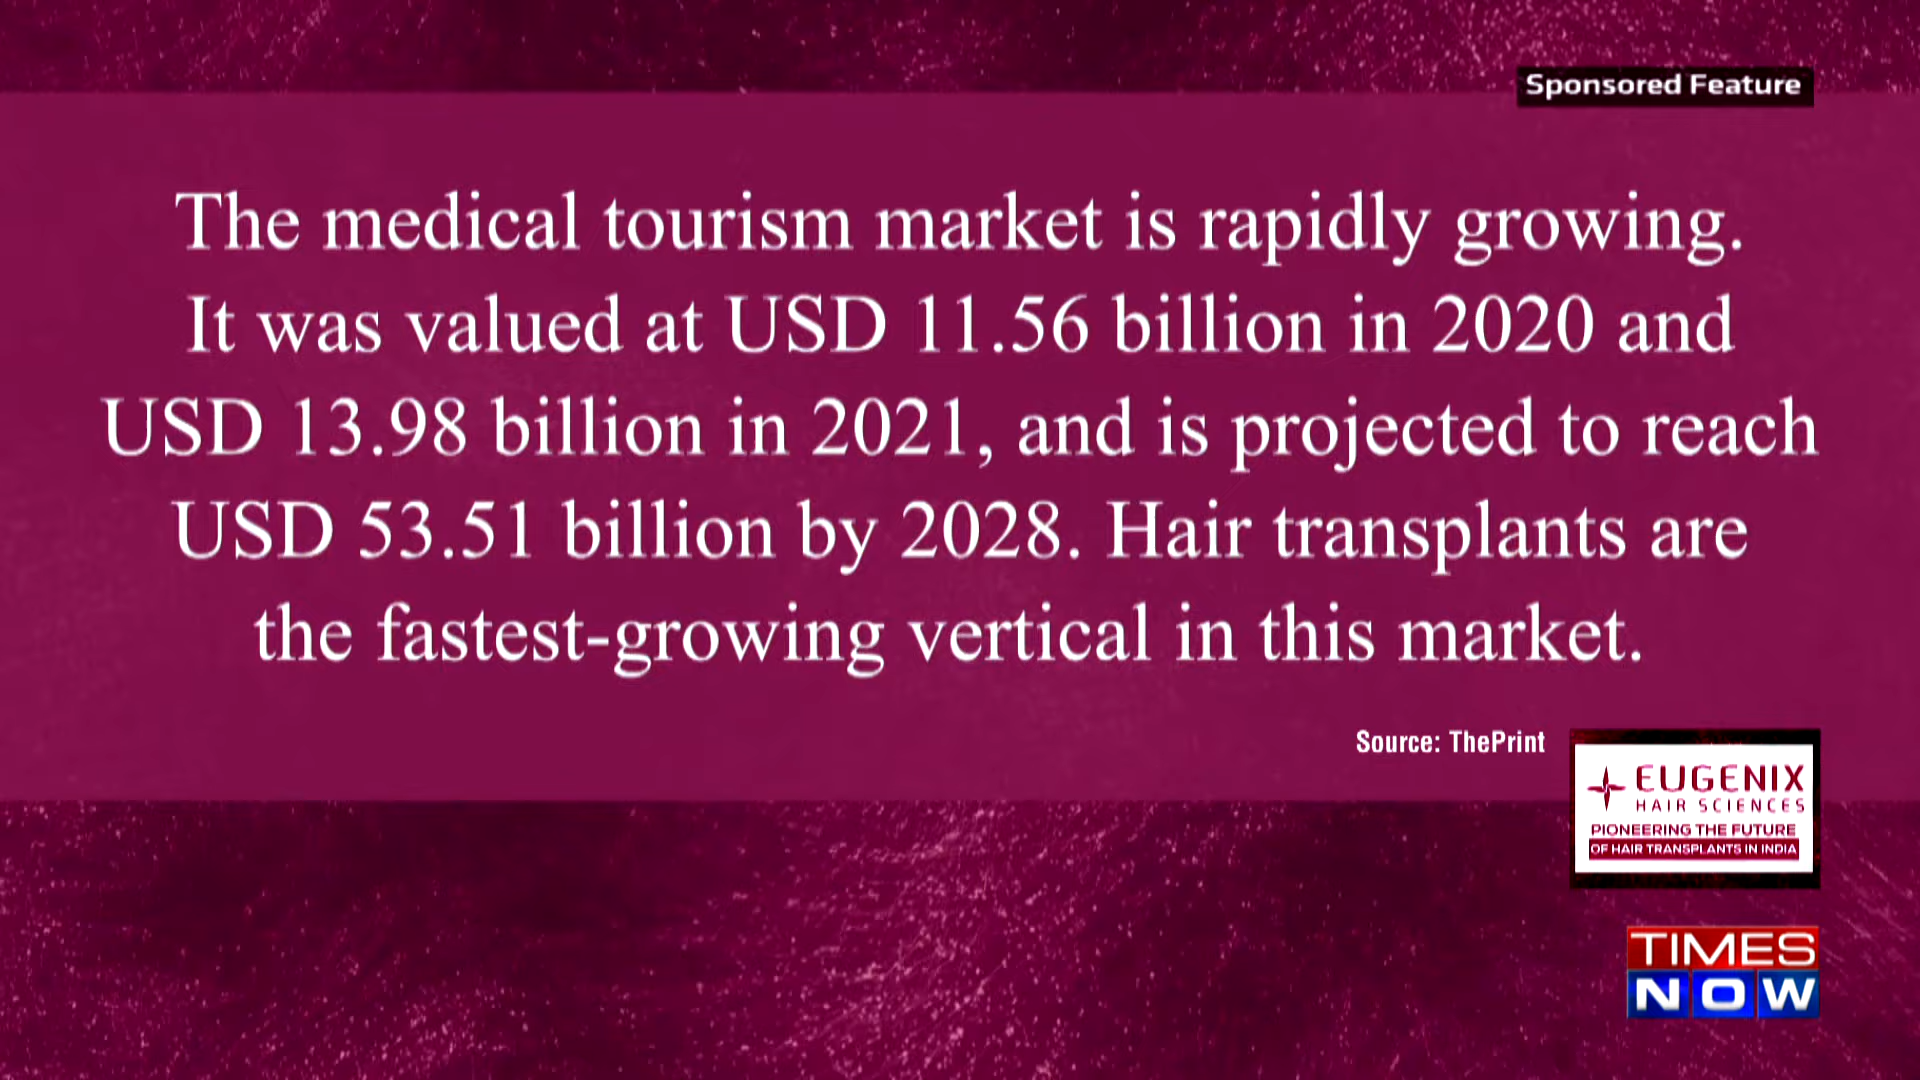 Sponsored Feature
The medical tourism market is rapidly growing.
It was valued at USD 11.56 billion in 2020 and
USD 13.98 billion in 2021, and is projected to reach
USD 53.51 billion by 2028. Hair transplants are
the fastest-growing vertical in this market.
Source: ThePrint
EUGENIX
HAIR SCIENCES
PIONEERING THE FUTURE
OF HAIR TRANSPLANTS IN INDIA
TIMES
NOW